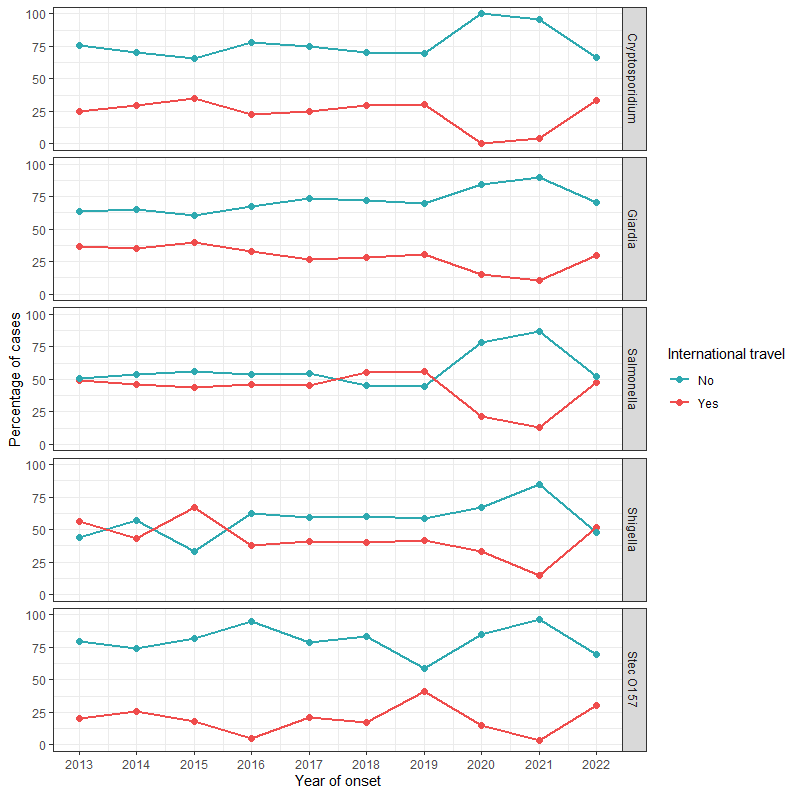 100
75
50
25
0
Cryptosporidium
100
75
50
25
0
Giardia
100
75
50
25
0
Salmonella
100
75
50
25
0
Shigella
100
75
50
25
0
Stec O157
Percentage of cases
2013 2014 2015 2016 2017 2018 2019 2020 2021 2022
Year of onset
International travel
No
Yes